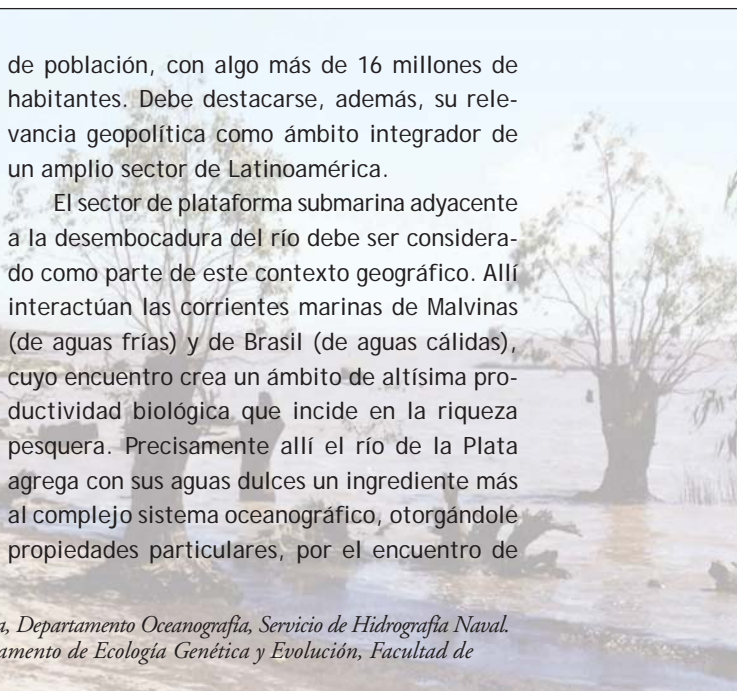 de población, con algo más de 16 millones de
habitantes. Debe destacarse, además, su rele-
vancia geopolítica como ámbito integrador de
un amplio sector de Latinoamérica.
El sector de plataforma submarina adyacente
a la desembocadura del río debe ser considera-
do como parte de este contexto geográfico. Allí
interactúan las corrientes marinas de Malvinas
(de aguas frías) y de Brasil (de aguas cálidas),
cuyo encuentro crea un ámbito de altísima pro-
ductividad biológica que incide en la riqueza
pesquera. Precisamente allí el río de la Plata
agrega con sus aguas dulces un ingrediente más
al complejo sistema oceanográfico, otorgándole
propiedades particulares, por el encuentro de
Departamento Oceanografía, Servicio de Hidrografía Naval.
de Ecología Genética y Evolución, Facultad de